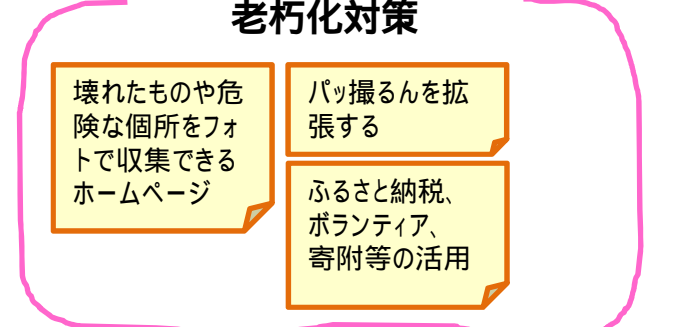 老朽化対策
壊れたものや危
険な個所をフォ
トで収集できる
ホームページ
パッ撮るんを拡
張する
ふるさと納税、
ボランティア、
寄附等の活用